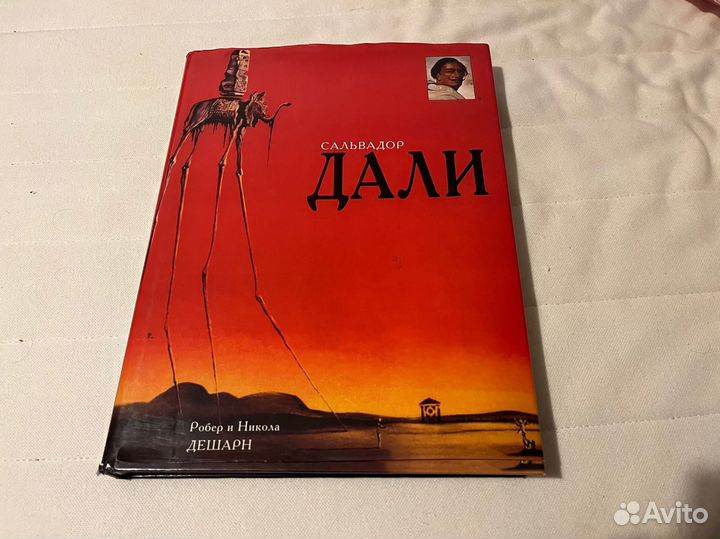 САЛЬВАДОР
ДАЛИ
Робер и Никола
ДЕШАРН
Avito